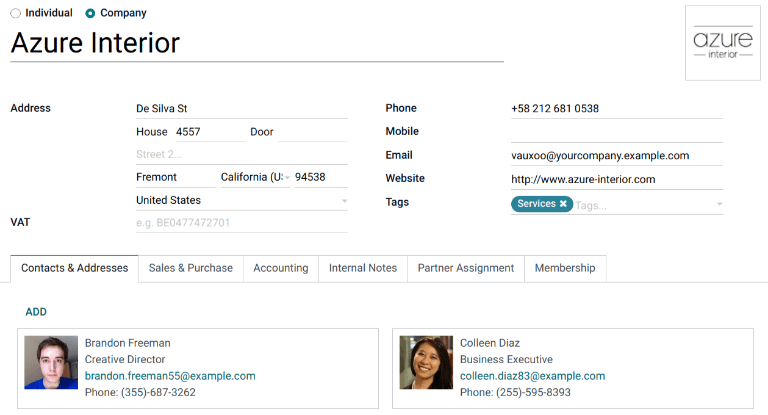 Individual Company
Azure Interior
azure
interior
Address De Silva St
House 4557 Door
Street 2...
Fremont California (U: 94538
United States
VAT e.g. BE0477472701
Phone +58 212 681 0538
Mobile
Email vauxoo@yourcompany.example.com
Website http://www.azure-interior.com
Tags Services ✖ Tags...
Contacts & Addresses Sales & Purchase Accounting Internal Notes Partner Assignment Membership
ADD
Brandon Freeman
Creative Director
brandon.freeman55@example.com
Phone: (355)-687-3262
Colleen Diaz
Business Executive
colleen.diaz83@example.com
Phone: (255)-595-8393